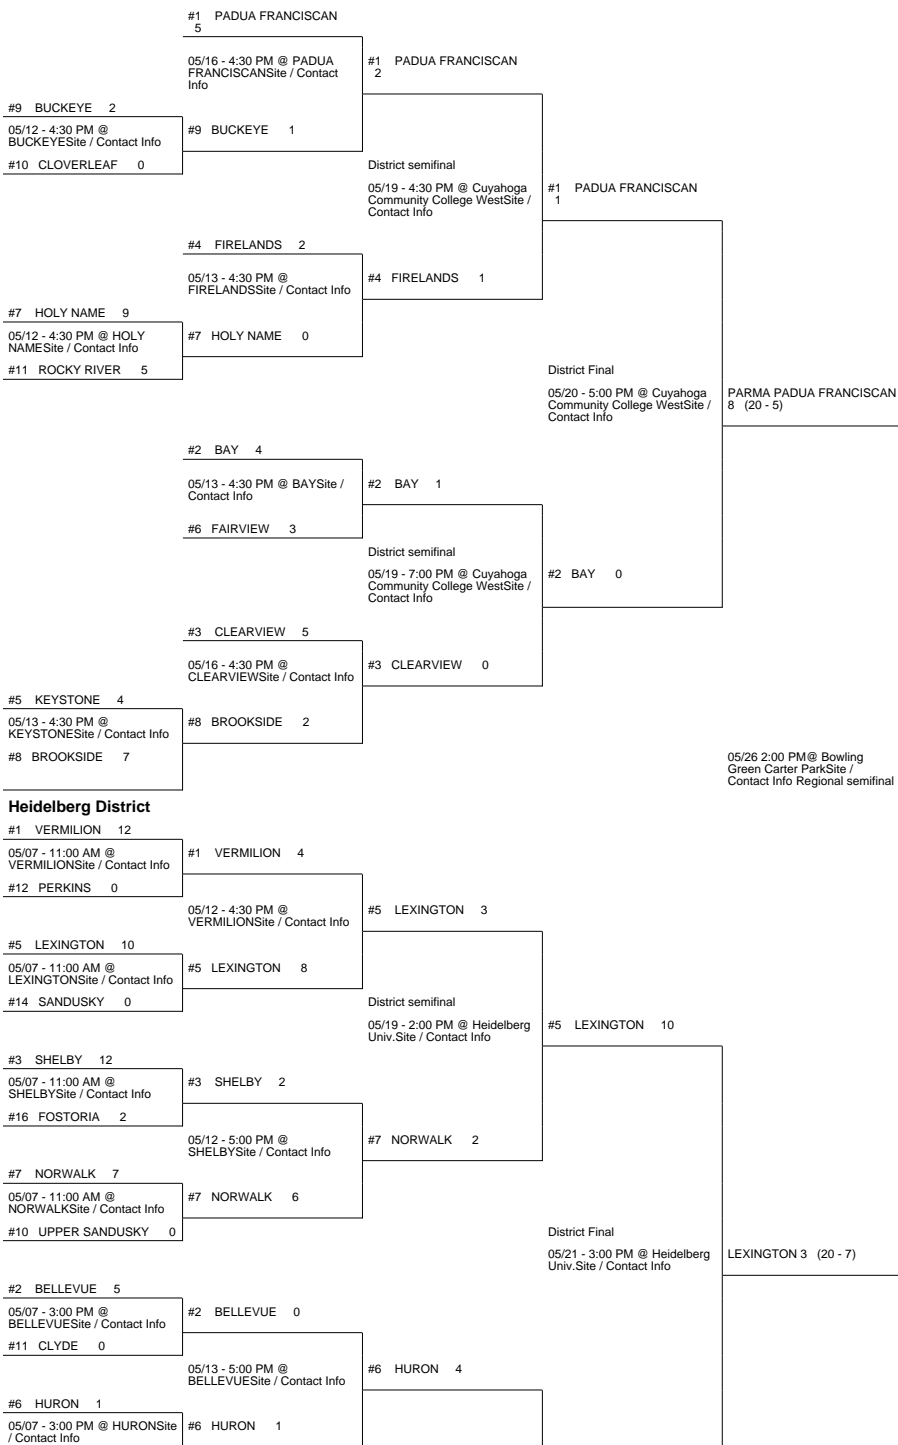 #1 PADUA FRANCISCAN
5
05/16 - 4:30 PM @ PADUA
FRANCISCANSite / Contact
Info
#1 PADUA FRANCISCAN
2
#9 BUCKEYE 2
05/12 - 4:30 PM @
BUCKEYESite / Contact Info
#9 BUCKEYE 1
#10 CLOVERLEAF 0
District semifinal
05/19 - 4:30 PM @ Cuyahoga
Community College WestSite /
Contact Info
#1 PADUA FRANCISCAN
1
#4 FIRELANDS 2
05/13 - 4:30 PM @
FIRELANDSSite / Contact Info
#4 FIRELANDS 1
#7 HOLY NAME 9
05/12 - 4:30 PM @ HOLY
NAMESite / Contact Info
#7 HOLY NAME 0
#11 ROCKY RIVER 5
District Final
05/20 - 5:00 PM @ Cuyahoga
Community College WestSite /
Contact Info
PARMA PADUA FRANCISCAN
8 (20 - 5)
#2 BAY 4
05/13 - 4:30 PM @ BAYSite /
Contact Info
#2 BAY 1
#6 FAIRVIEW 3
District semifinal
05/19 - 7:00 PM @ Cuyahoga
Community College WestSite /
Contact Info
#2 BAY 0
#3 CLEARVIEW 5
05/16 - 4:30 PM @
CLEARVIEWSite / Contact Info
#3 CLEARVIEW 0
#5 KEYSTONE 4
05/13 - 4:30 PM @
KEYSTONESite / Contact Info
#8 BROOKSIDE 2
#8 BROOKSIDE 7
05/26 2:00 PM@ Bowling
Green Carter ParkSite /
Contact Info Regional semifinal
Heidelberg District
#1 VERMILION 12
05/07 - 11:00 AM @
VERMILIONSite / Contact Info
#1 VERMILION 4
#12 PERKINS 0
05/12 - 4:30 PM @
VERMILIONSite / Contact Info
#5 LEXINGTON 3
#5 LEXINGTON 10
05/07 - 11:00 AM @
LEXINGTONSite / Contact Info
#5 LEXINGTON 8
#14 SANDUSKY 0
District semifinal
05/19 - 2:00 PM @ Heidelberg
Univ.Site / Contact Info
#5 LEXINGTON 10
#3 SHELBY 12
05/07 - 11:00 AM @
SHELBYSite / Contact Info
#3 SHELBY 2
#16 FOSTORIA 2
05/12 - 5:00 PM @
SHELBYSite / Contact Info
#7 NORWALK 2
#7 NORWALK 7
05/07 - 11:00 AM @
NORWALKSite / Contact Info
#7 NORWALK 6
#10 UPPER SANDUSKY 0
District Final
05/21 - 3:00 PM @ Heidelberg
Univ.Site / Contact Info
LEXINGTON 3 (20 - 7)
#2 BELLEVUE 5
05/07 - 3:00 PM @
BELLEVUESite / Contact Info
#2 BELLEVUE 0
#11 CLYDE 0
05/13 - 5:00 PM @
BELLEVUESite / Contact Info
#6 HURON 4
#6 HURON 1
05/07 - 3:00 PM @ HURONSite
/ Contact Info
#6 HURON 1